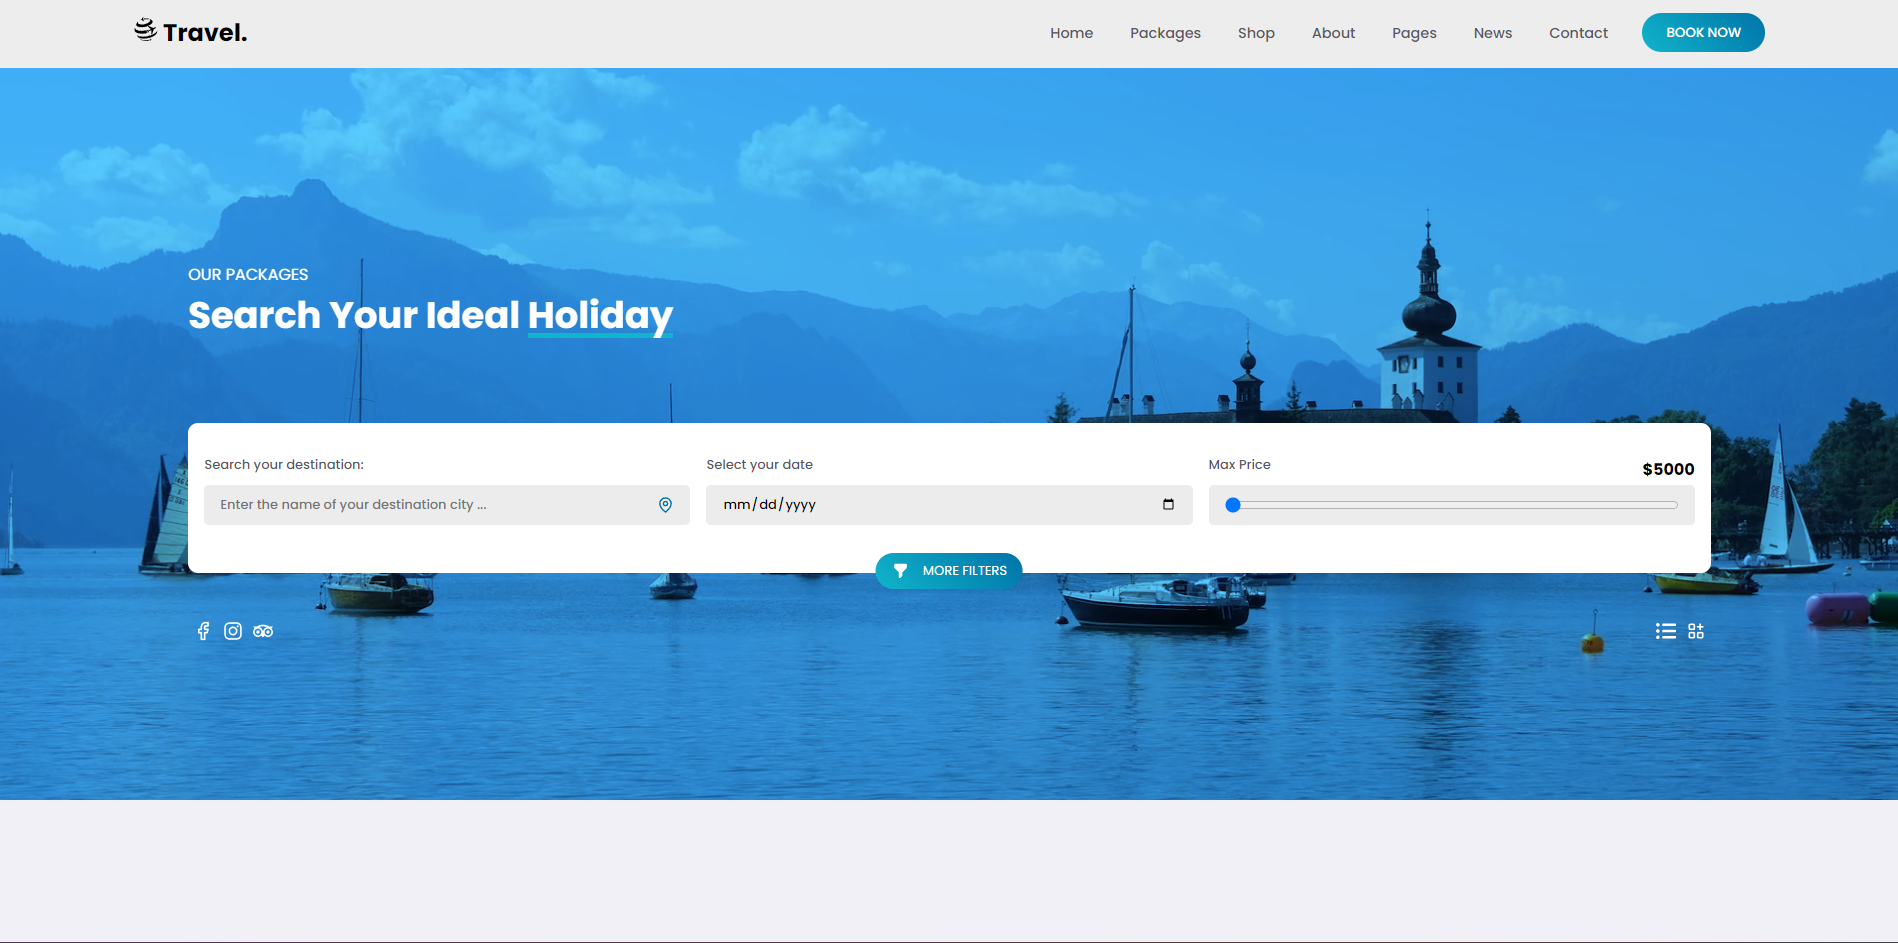 Travel.
Home
Packages
Shop
About
Pages
News
Contact
BOOK NOW
OUR PACKAGES
Search Your Ideal Holiday
Search your destination:
Enter the name of your destination city ...
Select your date
mm/dd/yyyy
Max Price
$5000
MORE FILTERS